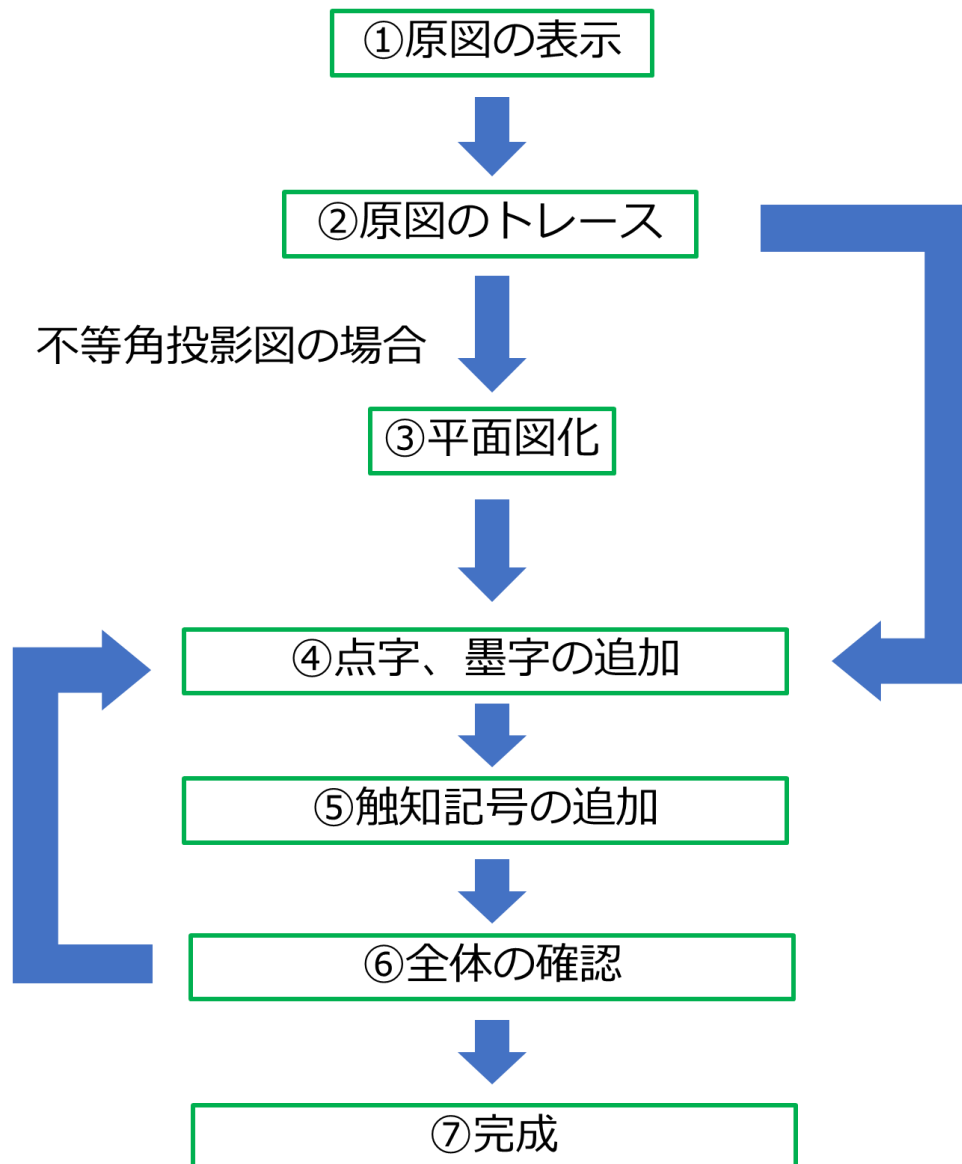 ①原図の表示
②原図のトレース
不等角投影図の場合
③平面図化
④点字、墨字の追加
⑤触知記号の追加
⑥全体の確認
⑦完成